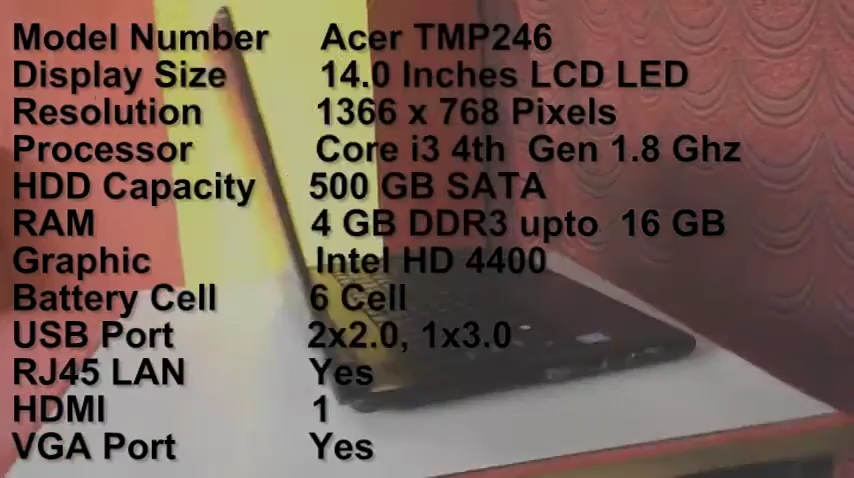 Model Number Acer TMP246
Display Size 14.0 Inches LCD LED
Resolution 1366 x 768 Pixels
Processor Core i3 4th Gen 1.8 Ghz
HDD Capacity 500 GB SATA
RAM 4 GB DDR3 upto 16 GB
Graphic Intel HD 4400
Battery Cell 6 Cell
USB Port 2x2.0, 1x3.0
RJ45 LAN Yes
HDMI 1
VGA Port Yes